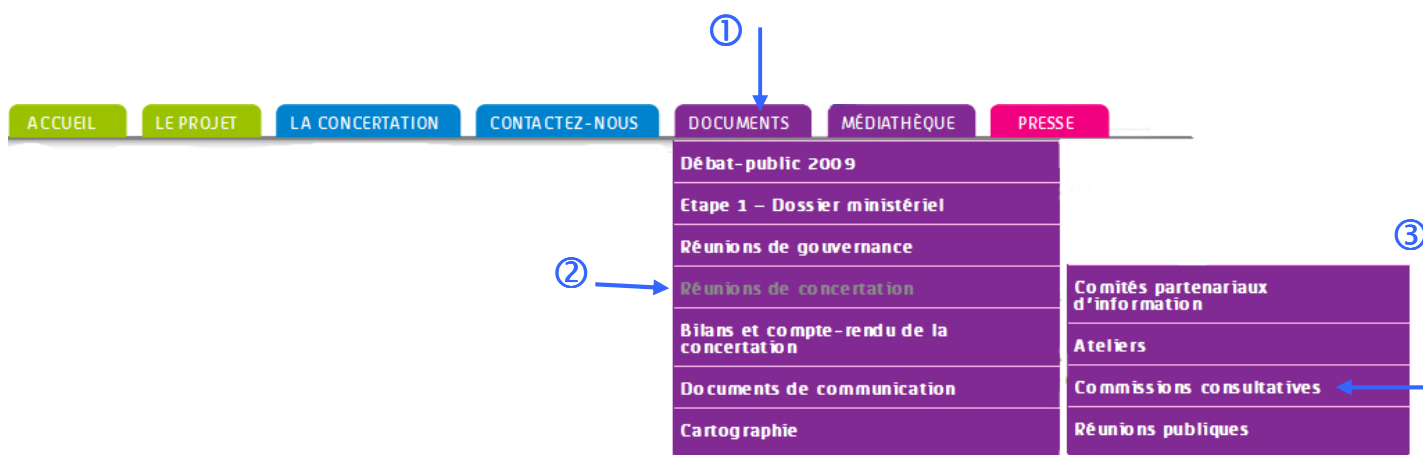 ①
ACCUEIL LE PROJET LA CONCERTATION CONTACTEZ-NOUS DOCUMENTS MÉDIATHÈQUE PRESSE
Débat-public 2009
Etape 1 – Dossier ministériel
Réunions de gouvernance
②
Réunions de concertation
Bilans et compte-rendu de la
concertation
Documents de communication
Cartographie
③
Comités partenariaux
d'information
Ateliers
Commissions consultatives
Réunions publiques